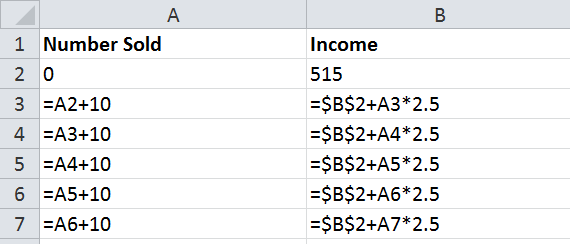 A B
1 Number Sold Income
2 0 515
3 =A2+10 =$B$2+A3*2.5
4 =A3+10 =$B$2+A4*2.5
5 =A4+10 =$B$2+A5*2.5
6 =A5+10 =$B$2+A6*2.5
7 =A6+10 =$B$2+A7*2.5